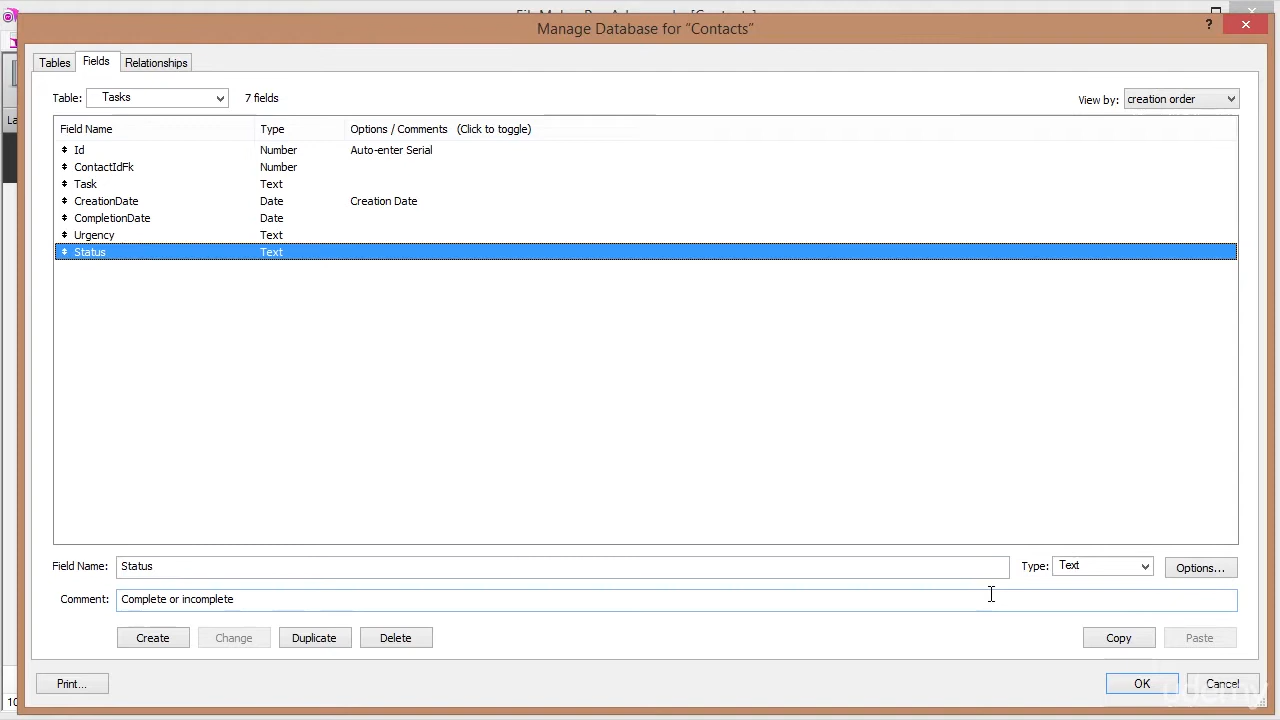 Manage Database for "Contacts"
?
Tables Fields Relationships
Table: Tasks 7 fields View by: creation order
Field Name Type Options / Comments (Click to toggle)
Id Number Auto-enter Serial
ContactIdFk Number
Task Text
CreationDate Date Creation Date
CompletionDate Date
Urgency Text
Status Text
Field Name: Status Type: Text Options...
Comment: Complete or incomplete
Create Change Duplicate Delete Copy Paste
Print... OK Cancel
udemy
La
10